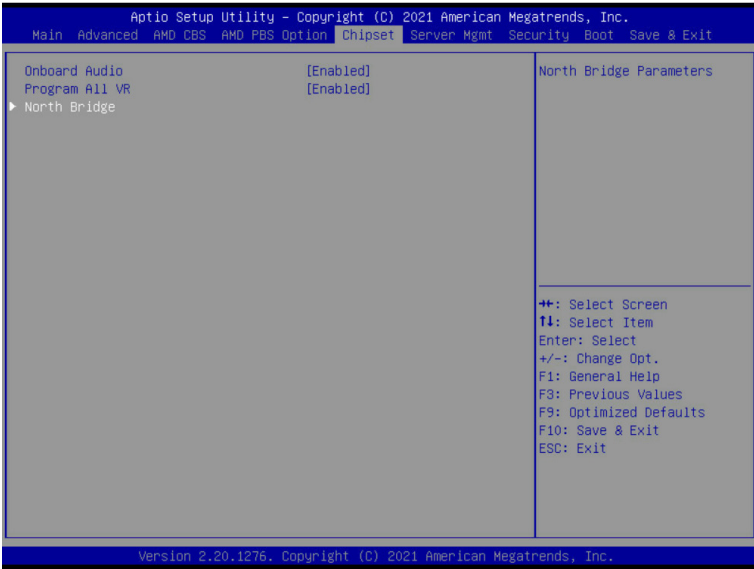 Aptio Setup Utility – Copyright (C) 2021 American Megatrends, Inc.
Main Advanced AMD CBS AMD PBS Option Chipset Server Mgmt Security Boot Save & Exit
Onboard Audio [Enabled]
Program All VR [Enabled]
► North Bridge
North Bridge Parameters
→←: Select Screen
↑↓: Select Item
Enter: Select
+/-: Change Opt.
F1: General Help
F3: Previous Values
F9: Optimized Defaults
F10: Save & Exit
ESC: Exit
Version 2.20.1276. Copyright (C) 2021 American Megatrends, Inc.